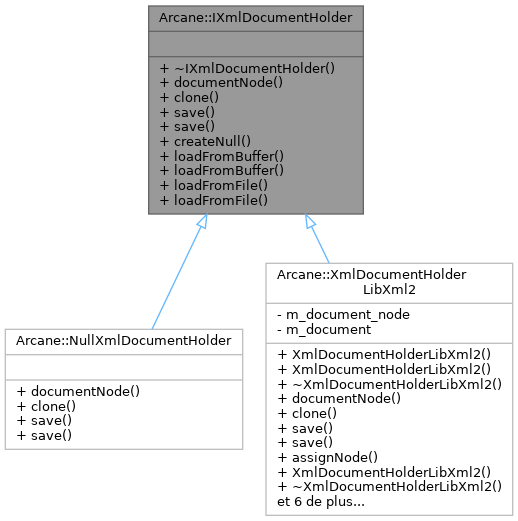 Arcane::IXmlDocumentHolder
+ ~IXmlDocumentHolder()
+ documentNode()
+ clone()
+ save()
+ save()
+ createNull()
+ loadFromBuffer()
+ loadFromBuffer()
+ loadFromFile()
+ loadFromFile()
Arcane::NullXmlDocumentHolder
+ documentNode()
+ clone()
+ save()
+ save()
Arcane::XmlDocumentHolder
LibXml2
- m_document_node
- m_document
+ XmlDocumentHolderLibXml2()
+ XmlDocumentHolderLibXml2()
+ ~XmlDocumentHolderLibXml2()
+ documentNode()
+ clone()
+ save()
+ save()
+ assignNode()
+ XmlDocumentHolderLibXml2()
+ ~XmlDocumentHolderLibXml2()
et 6 de plus...